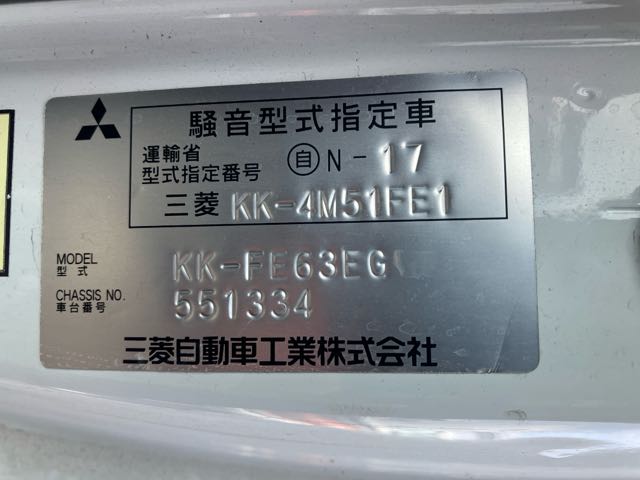 騒音型式指定車
運輸省
型式指定番号 自N-17
三菱 KK-4M51FE1
MODEL
型式 KK-FE63EG
CHASSIS NO.
車台番号 551334
三菱自動車工業株式会社